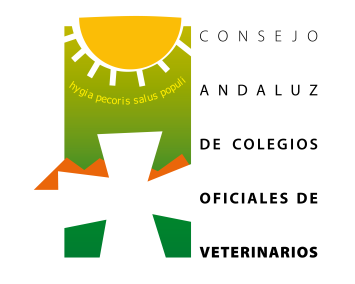 hygia pecoris salus populi
CONSEJO
ANDALUZ
DE COLEGIOS
OFICIALES DE
VETERINARIOS